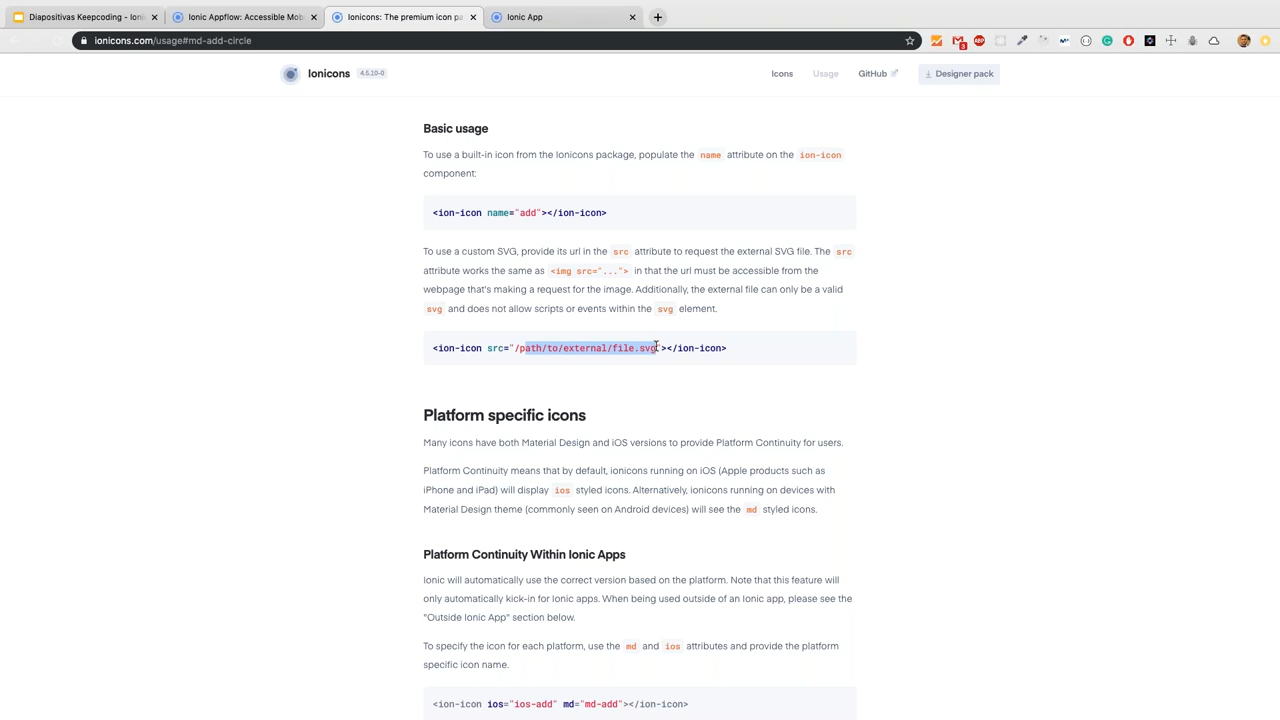 Diapositivas Keepcoding - Ioni
Ionic Appflow: Accessible Mob
Ionicons: The premium icon pa
Ionic App
ionicons.com/usage#md-add-circle
Ionicons 4.5.10-0
Icons Usage GitHub Designer pack
Basic usage
To use a built-in icon from the Ionicons package, populate the name attribute on the ion-icon
component:
<ion-icon name="add"></ion-icon>
To use a custom SVG, provide its url in the src attribute to request the external SVG file. The src
attribute works the same as <img src="..."> in that the url must be accessible from the
webpage that's making a request for the image. Additionally, the external file can only be a valid
svg and does not allow scripts or events within the svg element.
<ion-icon src="/path/to/external/file.svg"></ion-icon>
Platform specific icons
Many icons have both Material Design and iOS versions to provide Platform Continuity for users.
Platform Continuity means that by default, ionicons running on iOS (Apple products such as
iPhone and iPad) will display ios styled icons. Alternatively, ionicons running on devices with
Material Design theme (commonly seen on Android devices) will see the md styled icons.
Platform Continuity Within Ionic Apps
Ionic will automatically use the correct version based on the platform. Note that this feature will
only automatically kick-in for Ionic apps. When being used outside of an Ionic app, please see the
"Outside Ionic App" section below.
To specify the icon for each platform, use the md and ios attributes and provide the platform
specific icon name.
<ion-icon ios="ios-add" md="md-add"></ion-icon>